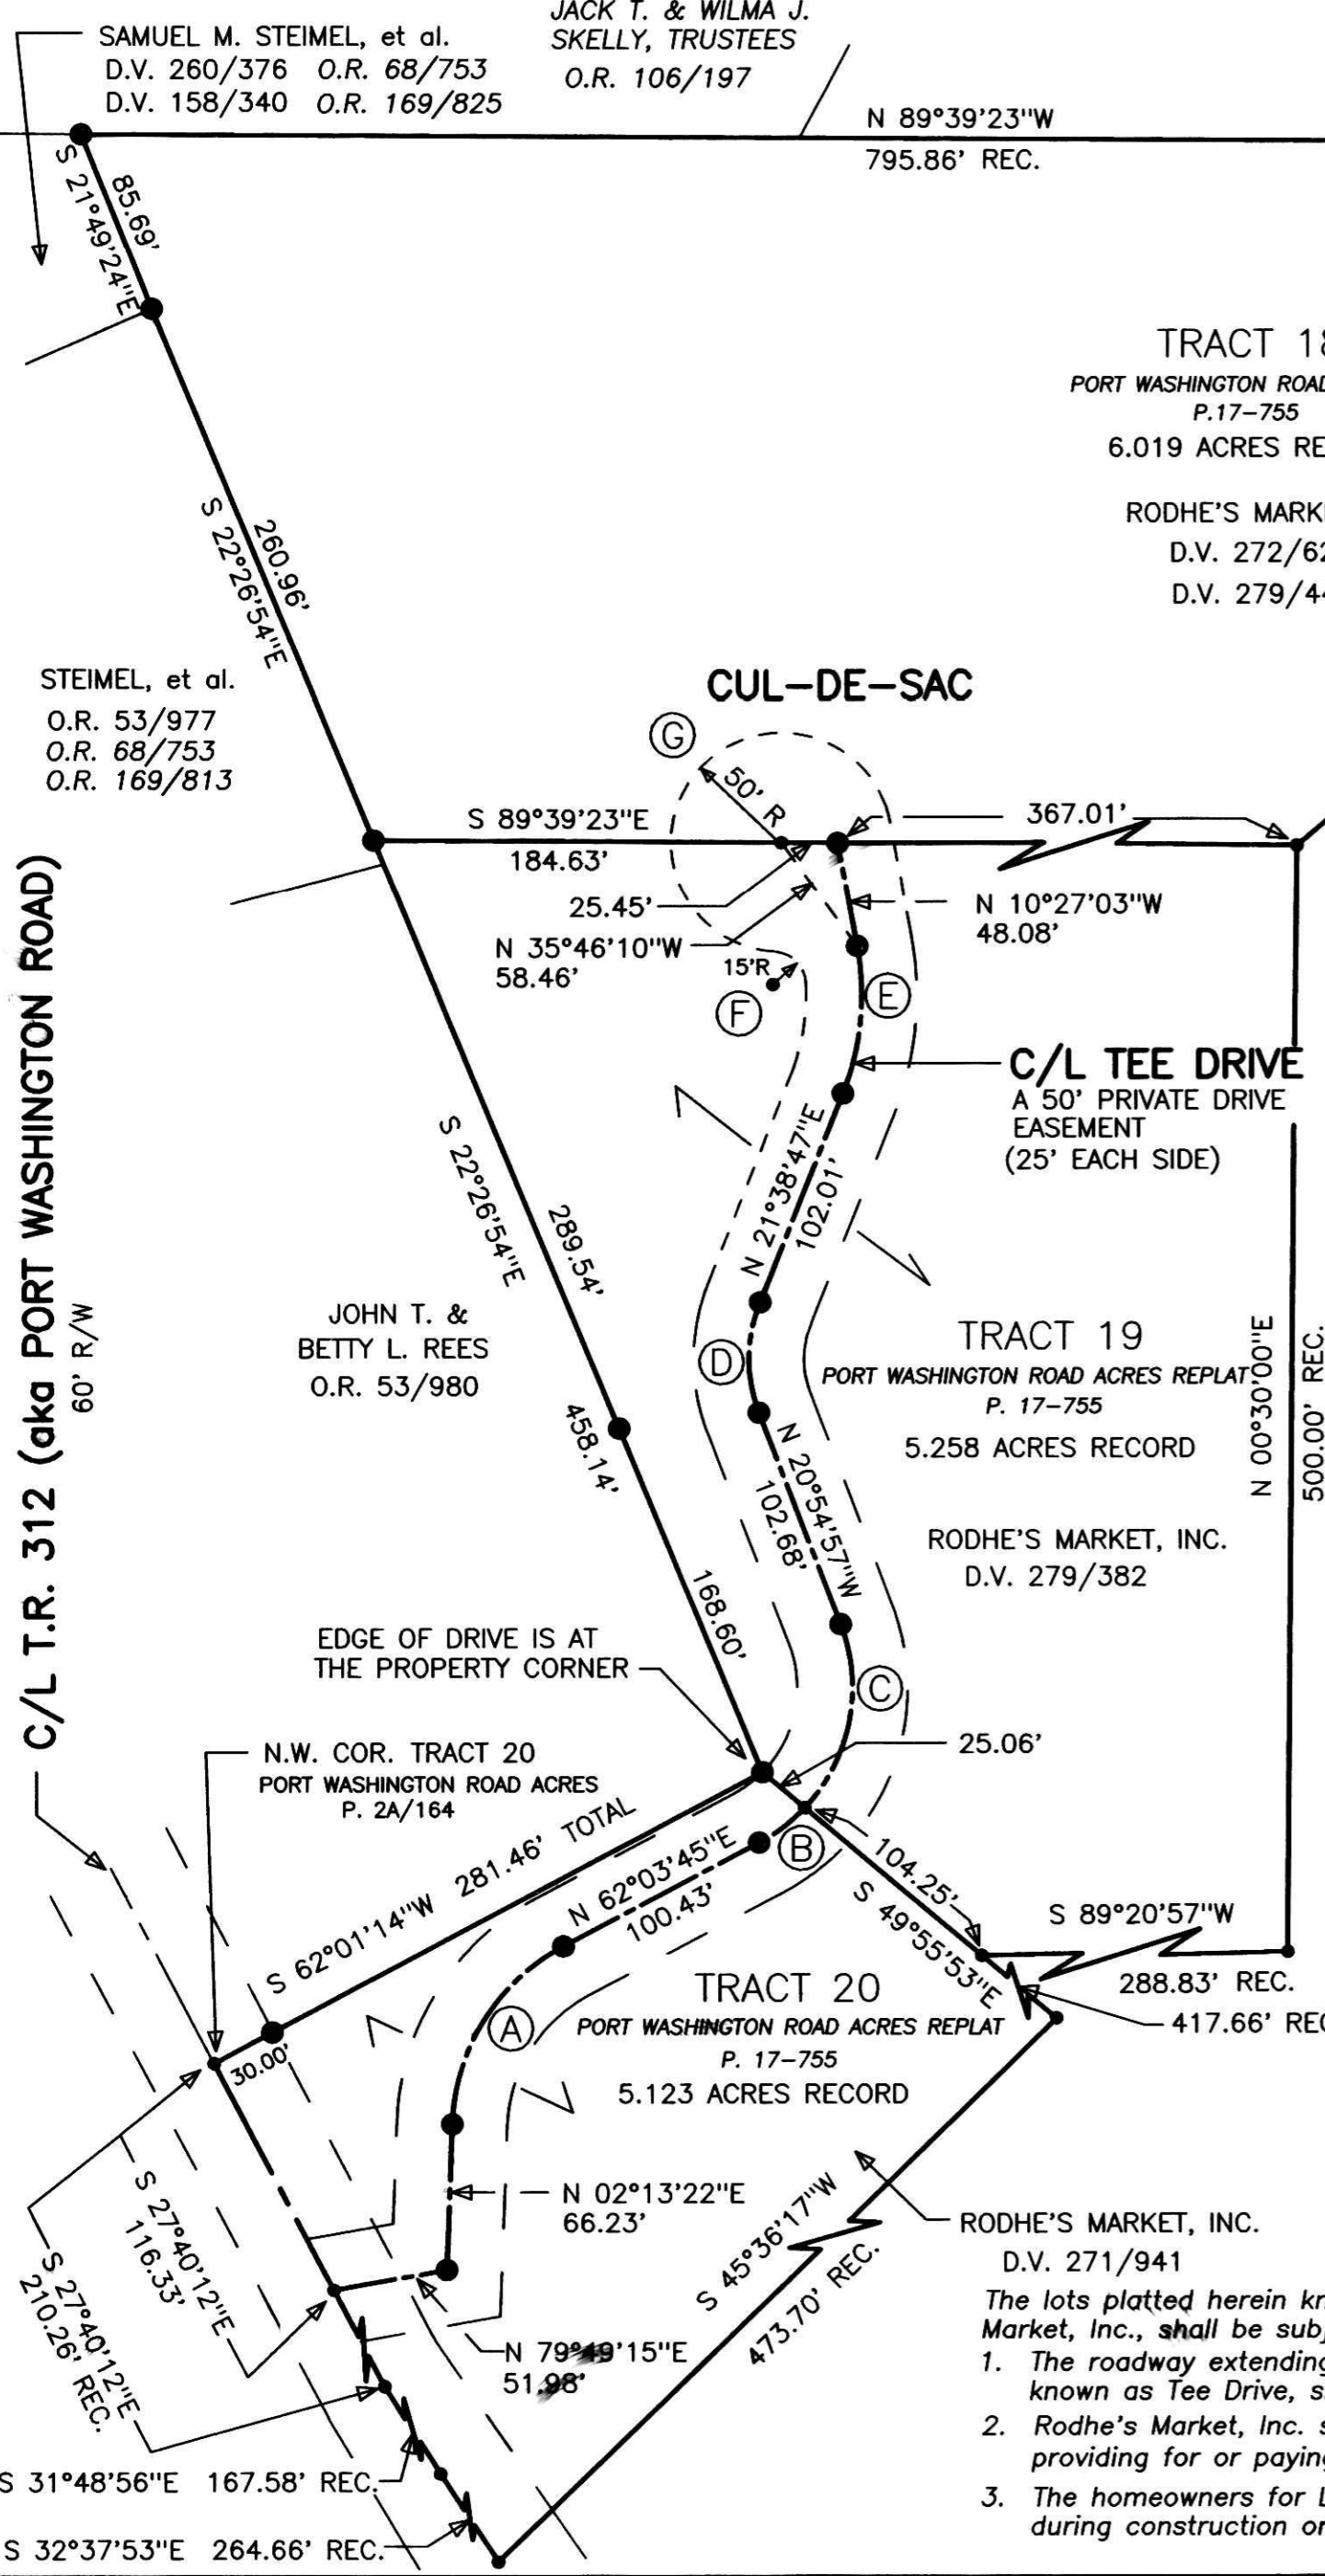 JACK T. & WILMA J.
SKELLY, TRUSTEES
O.R. 106/197
SAMUEL M. STEIMEL, et al.
D.V. 260/376 O.R. 68/753
D.V. 158/340 O.R. 169/825
N 89°39'23"W
795.86' REC.
85.69'
S 21°49'24"E
TRACT 18
PORT WASHINGTON ROAD
P.17-755
6.019 ACRES RE
RODHE'S MARK
D.V. 272/62
D.V. 279/44
260.96'
S 22°26'54"E
STEIMEL, et al.
O.R. 53/977
O.R. 68/753
O.R. 169/813
CUL-DE-SAC
G
50' R
367.01'
S 89°39'23"E
184.63'
25.45'
N 35°46'10"W
58.46'
N 10°27'03"W
48.08'
15'R
F
E
C/L TEE DRIVE
A 50' PRIVATE DRIVE
EASEMENT
(25' EACH SIDE)
C/L T.R. 312 (aka PORT WASHINGTON ROAD)
60' R/W
N 21°38'47"E
102.01'
S 22°26'54"E
289.54'
458.14'
JOHN T. &
BETTY L. REES
O.R. 53/980
D
TRACT 19
PORT WASHINGTON ROAD ACRES REPLAT
P. 17-755
5.258 ACRES RECORD
N 00°30'00"E
500.00' REC.
RODHE'S MARKET, INC.
D.V. 279/382
N 20°54'57"W
102.68'
168.60'
EDGE OF DRIVE IS AT
THE PROPERTY CORNER
C
25.06'
N.W. COR. TRACT 20
PORT WASHINGTON ROAD ACRES
P. 2A/164
S 62°01'14"W 281.46' TOTAL
N 62°03'45"E
100.43'
B
104.25'
S 49°55'53"E
S 89°20'57"W
288.83' REC.
417.66' REC
TRACT 20
PORT WASHINGTON ROAD ACRES REPLAT
P. 17-755
5.123 ACRES RECORD
A
30.00'
N 02°13'22"E
66.23'
S 27°40'12"E
116.33'
S 27°40'12"E
210.26' REC.
N 79°49'15"E
51.98'
S 45°36'17"W
473.70' REC.
RODHE'S MARKET, INC.
D.V. 271/941
S 31°48'56"E 167.58' REC.
S 32°37'53"E 264.66' REC.
The lots platted herein kn
Market, Inc., shall be sub
1. The roadway extending
known as Tee Drive, s
2. Rodhe's Market, Inc. s
providing for or paying
3. The homeowners for L
during construction or